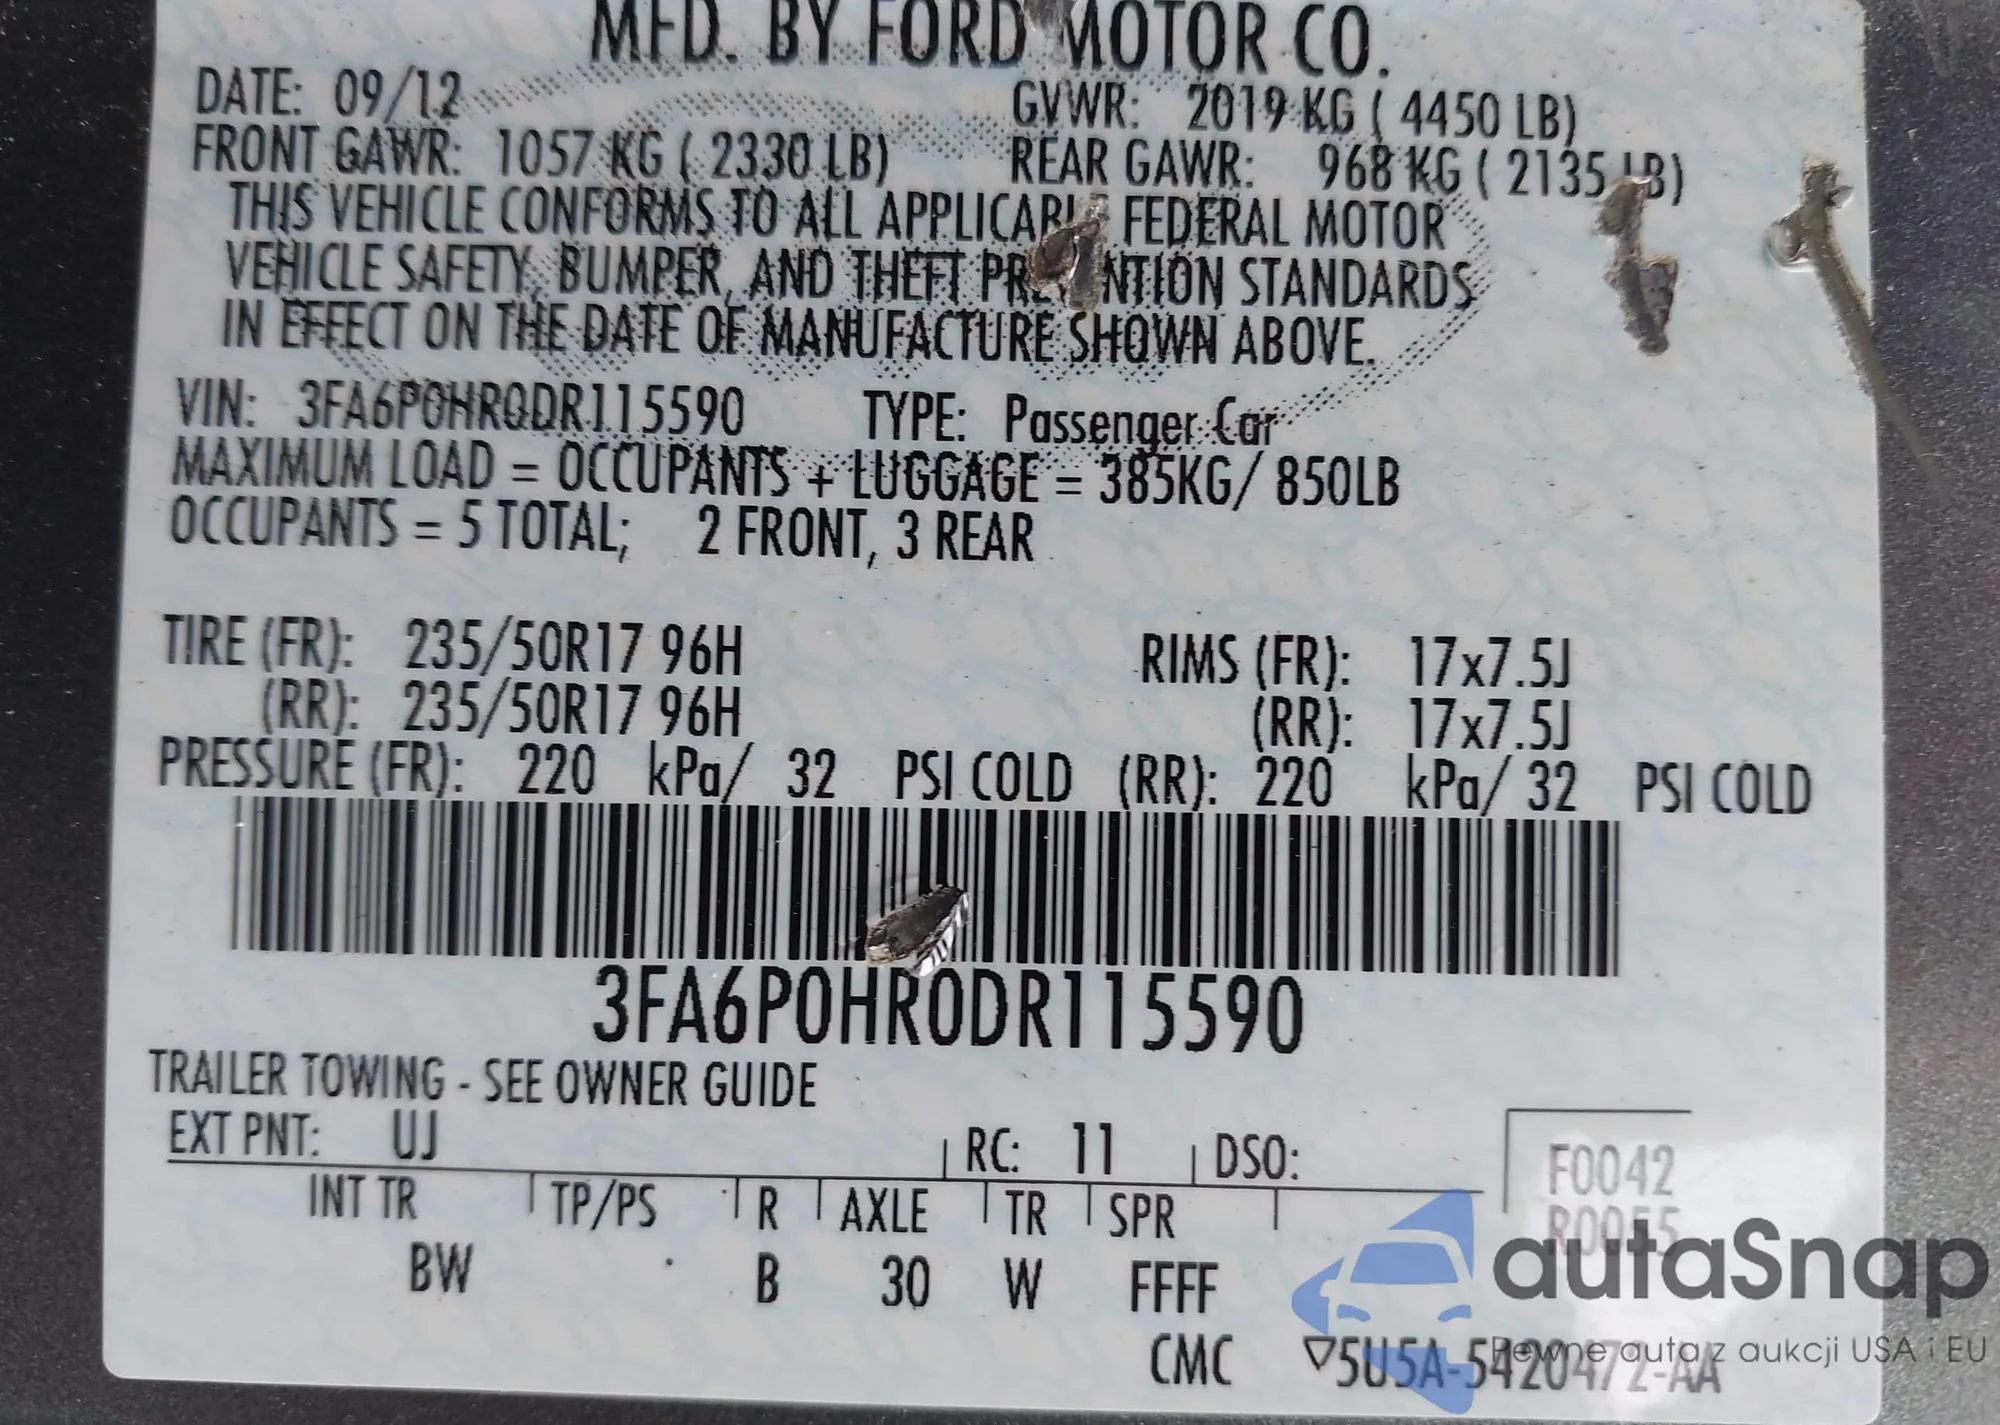 MFD. BY FORD MOTOR CO.
DATE: 09/12 GVWR: 2019 KG ( 4450 LB)
FRONT GAWR: 1057 KG ( 2330 LB) REAR GAWR: 968 KG ( 2135 LB)
THIS VEHICLE CONFORMS TO ALL APPLICABLE FEDERAL MOTOR
VEHICLE SAFETY, BUMPER, AND THEFT PREVENTION STANDARDS
IN EFFECT ON THE DATE OF MANUFACTURE SHOWN ABOVE.
VIN: 3FA6P0HR0DR115590 TYPE: Passenger Car
MAXIMUM LOAD = OCCUPANTS + LUGGAGE = 385KG/ 850LB
OCCUPANTS = 5 TOTAL; 2 FRONT, 3 REAR
TIRE (FR): 235/50R17 96H RIMS (FR): 17x7.5J
(RR): 235/50R17 96H (RR): 17x7.5J
PRESSURE (FR): 220 kPa/ 32 PSI COLD (RR): 220 kPa/ 32 PSI COLD
3FA6P0HR0DR115590
TRAILER TOWING - SEE OWNER GUIDE
EXT PNT: UJ RC: 11 DSO:
F0042
R0055
INT TR TP/PS R AXLE TR SPR
BW B 30 W FFFF
autaSnap
Pewne auta z aukcji USA i EU
CMC ▽5U5A-5420472-AA